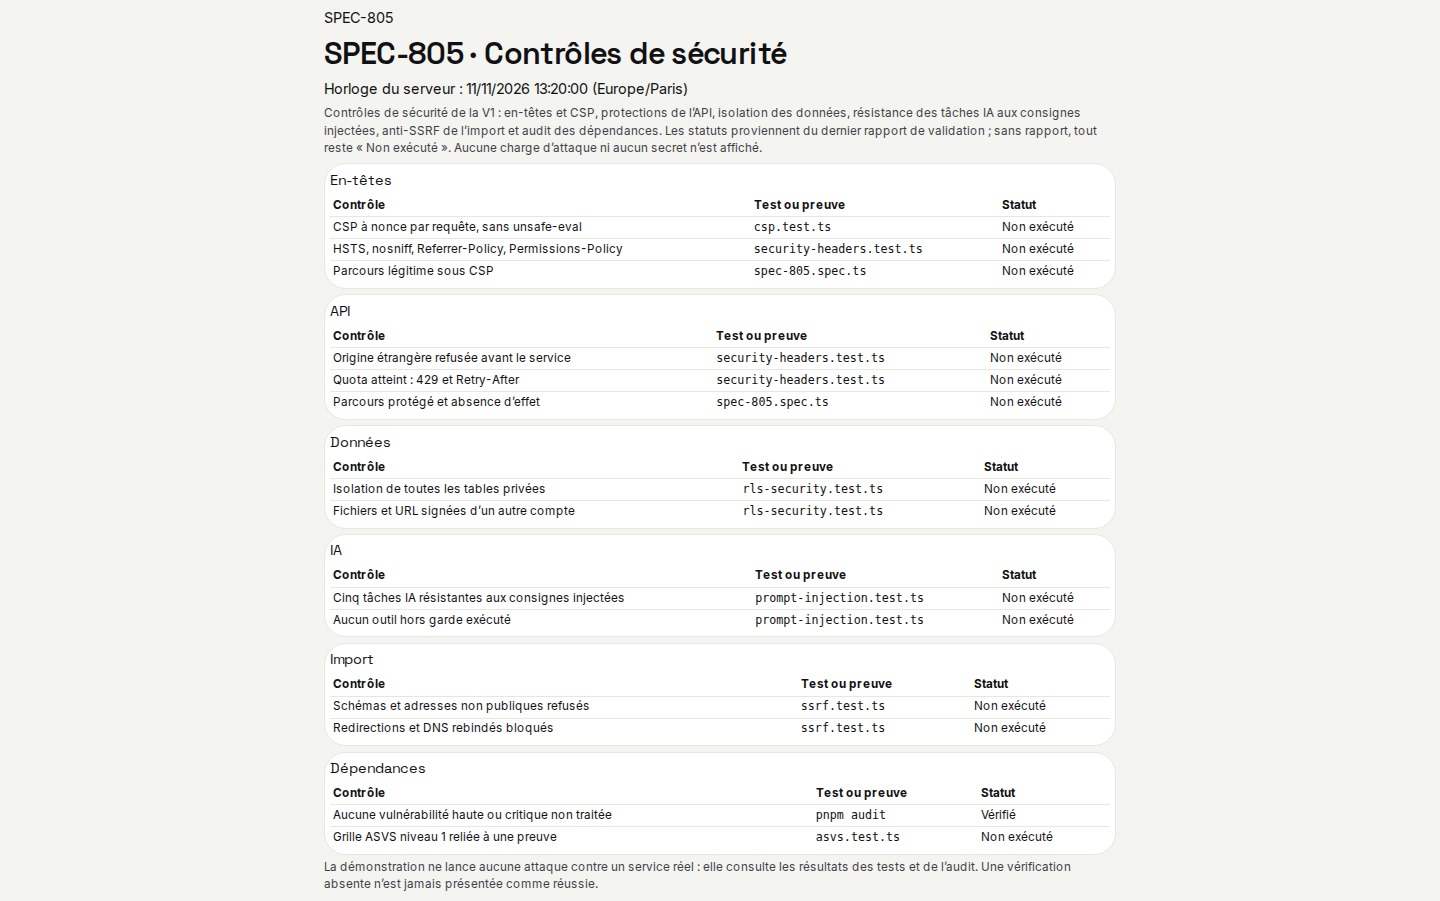 SPEC-805
SPEC-805 · Contrôles de sécurité
Horloge du serveur : 11/11/2026 13:20:00 (Europe/Paris)
Contrôles de sécurité de la V1 : en-têtes et CSP, protections de l’API, isolation des données, résistance des tâches IA aux consignes
injectées, anti-SSRF de l’import et audit des dépendances. Les statuts proviennent du dernier rapport de validation ; sans rapport, tout
reste « Non exécuté ». Aucune charge d’attaque ni aucun secret n’est affiché.
En-têtes
Contrôle Test ou preuve Statut
CSP à nonce par requête, sans unsafe-eval csp.test.ts Non exécuté
HSTS, nosniff, Referrer-Policy, Permissions-Policy security-headers.test.ts Non exécuté
Parcours légitime sous CSP spec-805.spec.ts Non exécuté
API
Contrôle Test ou preuve Statut
Origine étrangère refusée avant le service security-headers.test.ts Non exécuté
Quota atteint : 429 et Retry-After security-headers.test.ts Non exécuté
Parcours protégé et absence d’effet spec-805.spec.ts Non exécuté
Données
Contrôle Test ou preuve Statut
Isolation de toutes les tables privées rls-security.test.ts Non exécuté
Fichiers et URL signées d’un autre compte rls-security.test.ts Non exécuté
IA
Contrôle Test ou preuve Statut
Cinq tâches IA résistantes aux consignes injectées prompt-injection.test.ts Non exécuté
Aucun outil hors garde exécuté prompt-injection.test.ts Non exécuté
Import
Contrôle Test ou preuve Statut
Schémas et adresses non publiques refusés ssrf.test.ts Non exécuté
Redirections et DNS rebindés bloqués ssrf.test.ts Non exécuté
Dépendances
Contrôle Test ou preuve Statut
Aucune vulnérabilité haute ou critique non traitée pnpm audit Vérifié
Grille ASVS niveau 1 reliée à une preuve asvs.test.ts Non exécuté
La démonstration ne lance aucune attaque contre un service réel : elle consulte les résultats des tests et de l’audit. Une vérification
absente n’est jamais présentée comme réussie.